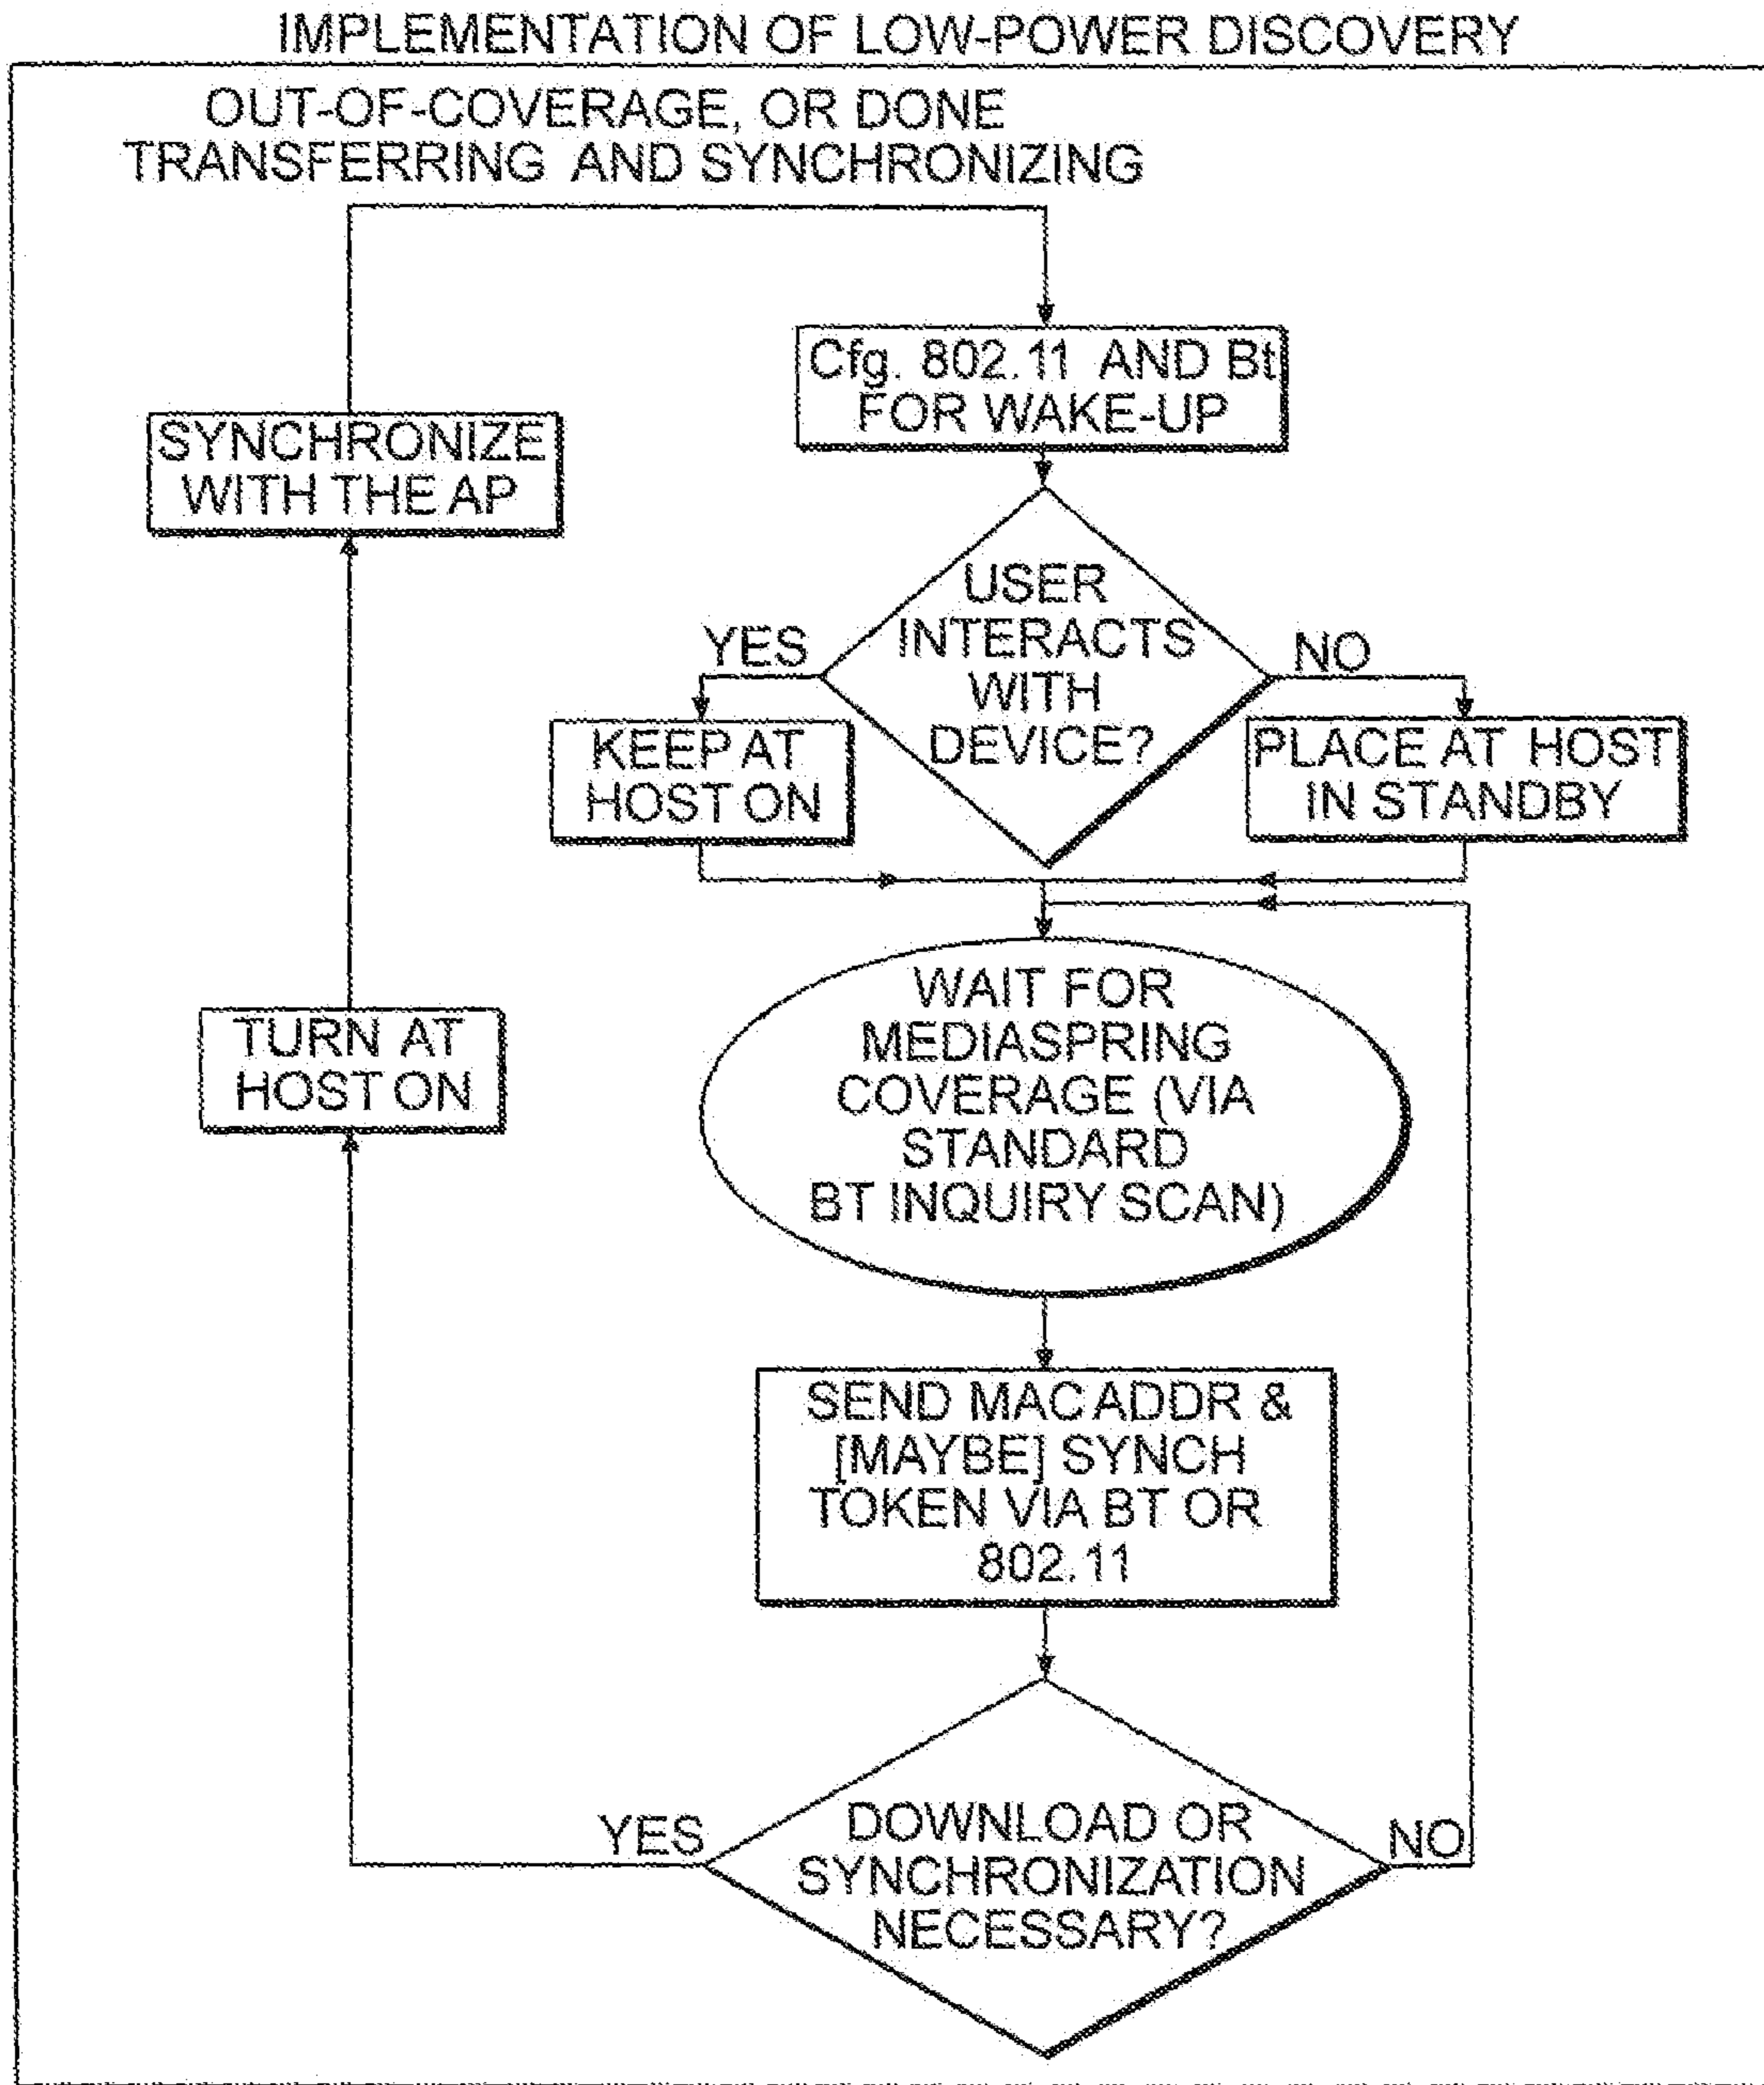 IMPLEMENTATION OF LOW-POWER DISCOVERY
OUT-OF-COVERAGE, OR DONE
TRANSFERRING AND SYNCHRONIZING
Cfg. 802.11 AND Bt
FOR WAKE-UP
SYNCHRONIZE
WITH THE AP
USER
INTERACTS
WITH
DEVICE?
YES
NO
KEEP AT
HOST ON
PLACE AT HOST
IN STANDBY
WAIT FOR
MEDIASPRING
COVERAGE (VIA
STANDARD
BT INQUIRY SCAN)
TURN AT
HOST ON
SEND MAC ADDR &
[MAYBE] SYNCH
TOKEN VIA BT OR
802.11
DOWNLOAD OR
SYNCHRONIZATION
NECESSARY?
YES
NO